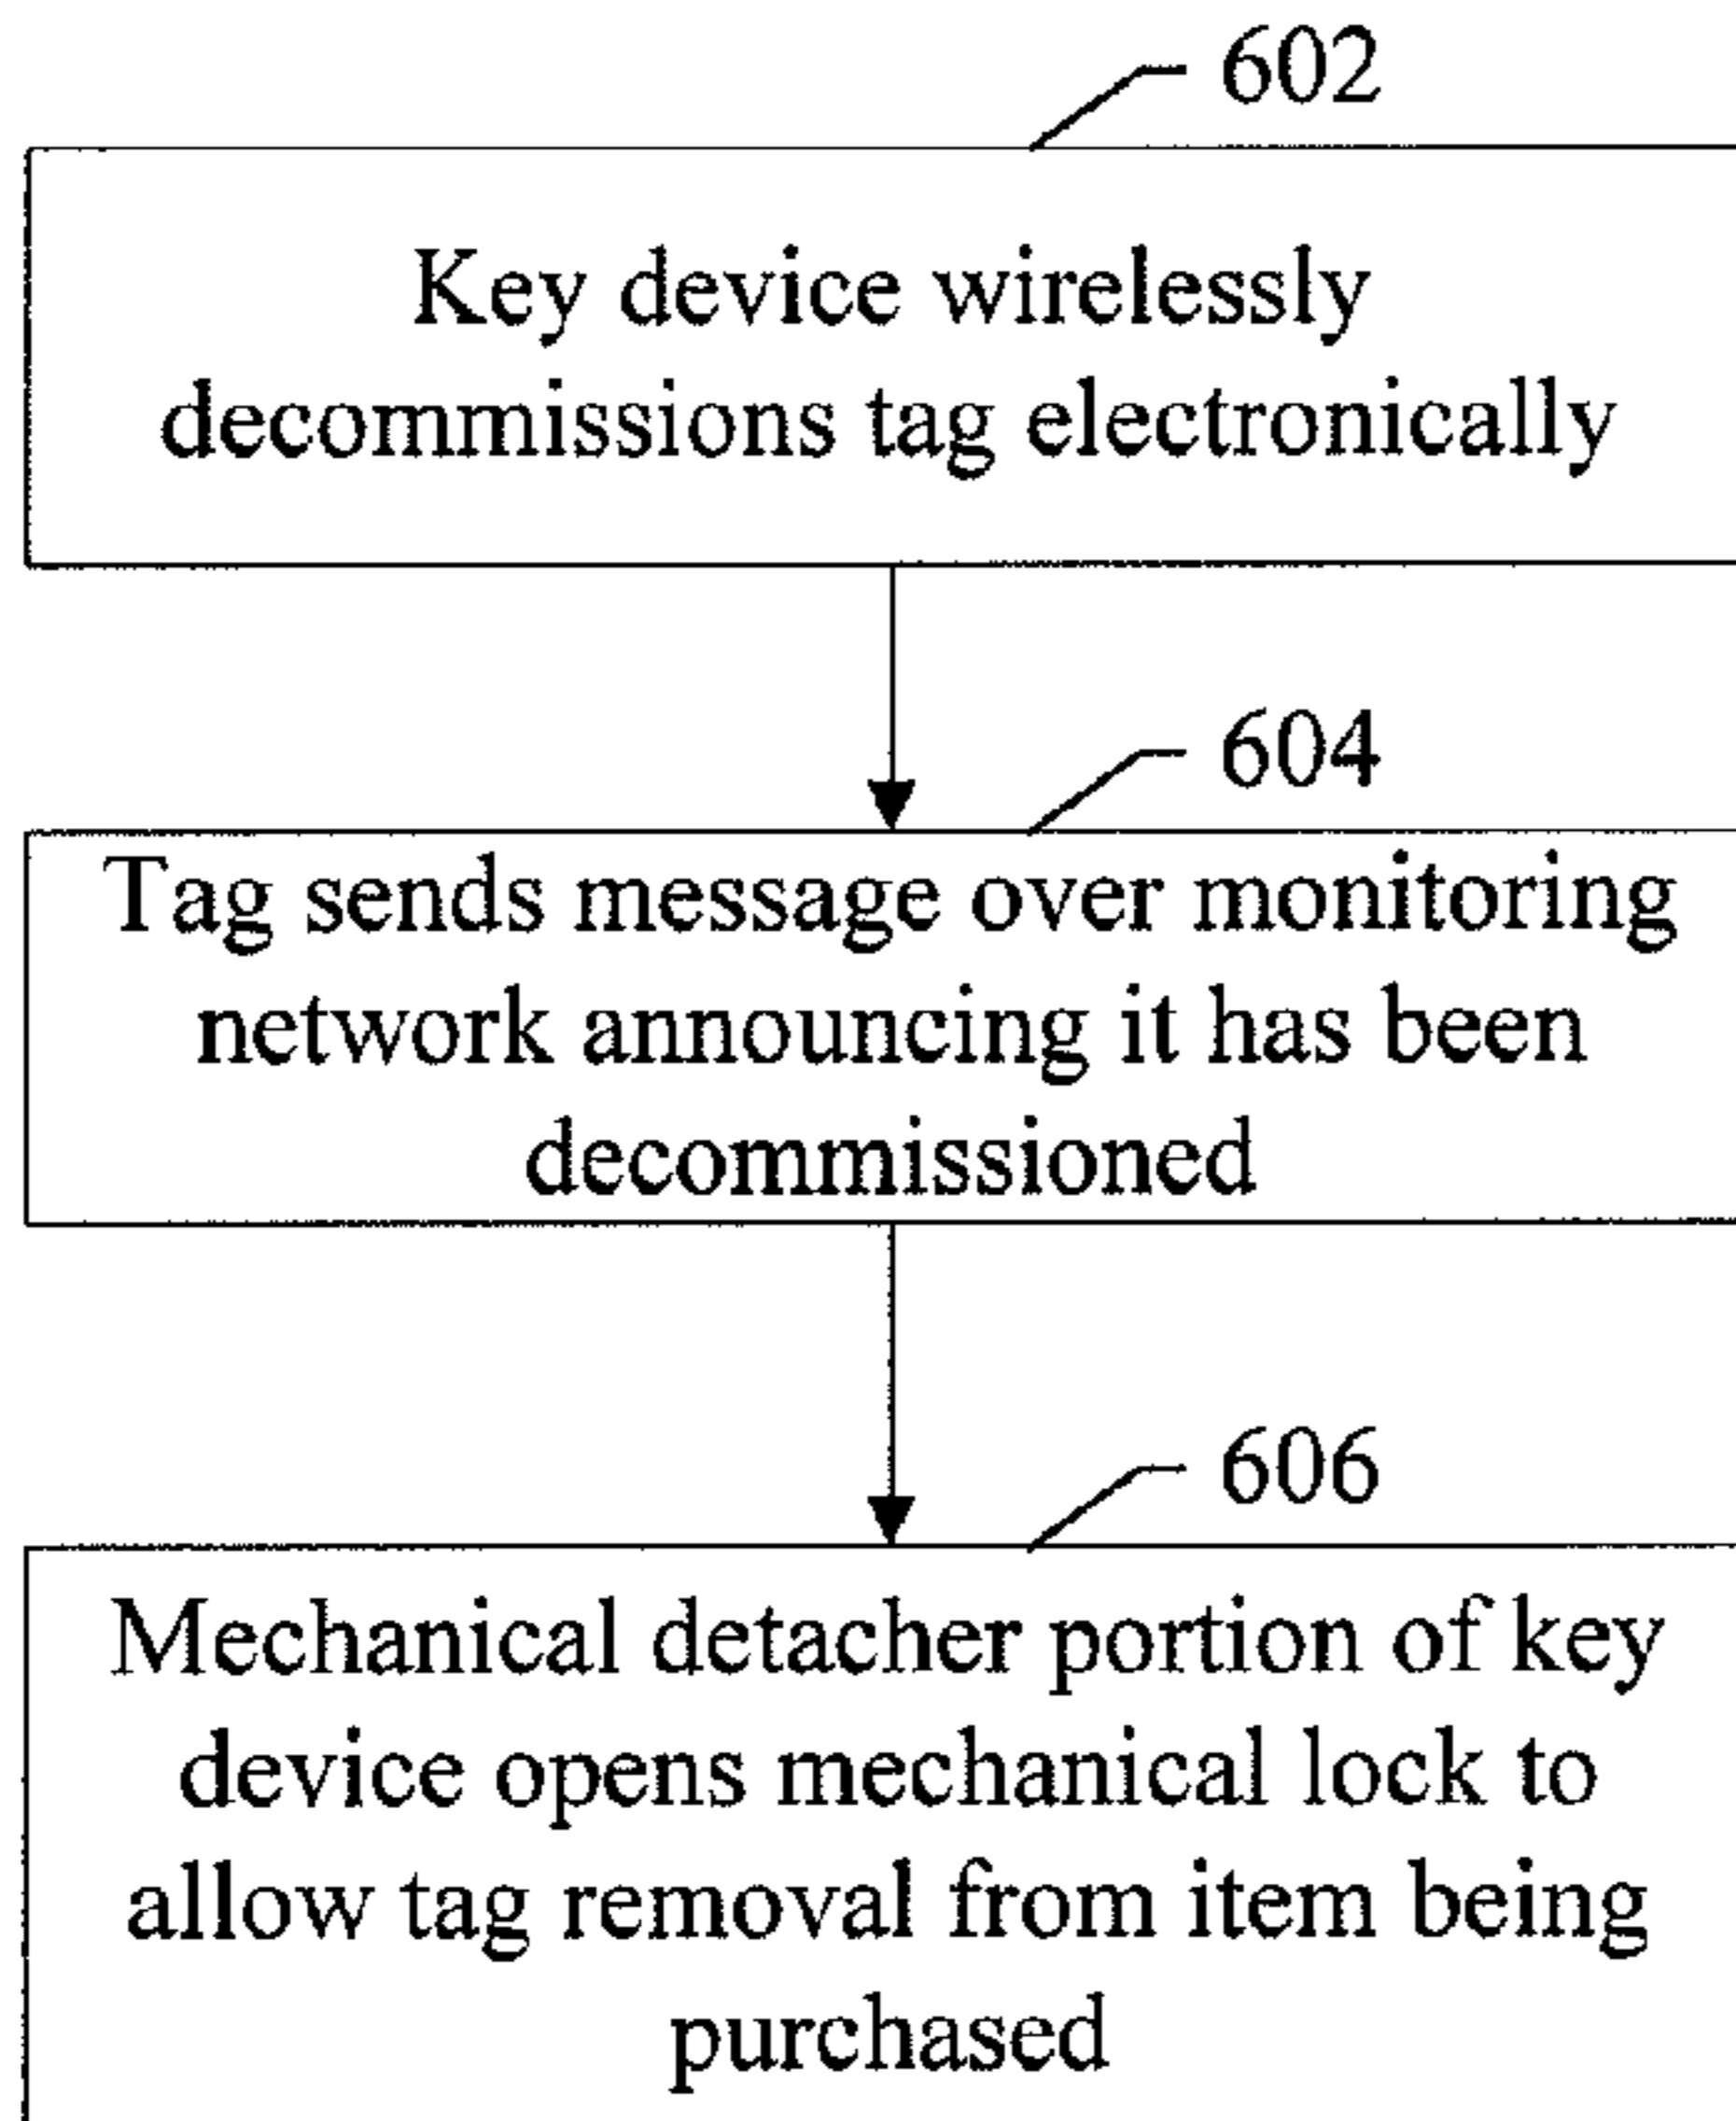 602
Key device wirelessly
decommissions tag electronically
604
Tag sends message over monitoring
network announcing it has been
decommissioned
606
Mechanical detacher portion of key
device opens mechanical lock to
allow tag removal from item being
purchased